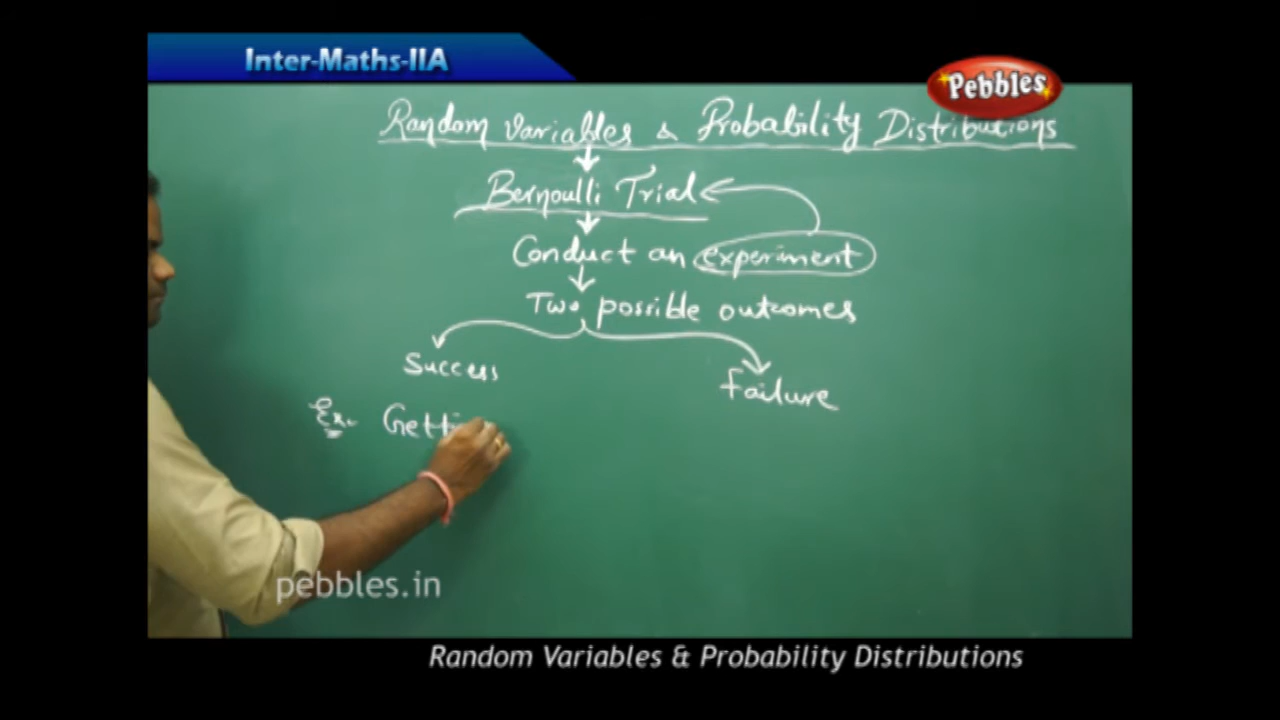 Inter-Maths-IIA
Pebbles
Random Variables & Probability Distributions
Bernoulli Trial
Conduct an experiment
Two possible outcomes
Success
Failure
Ex:
pebbles.in
Random Variables & Probability Distributions